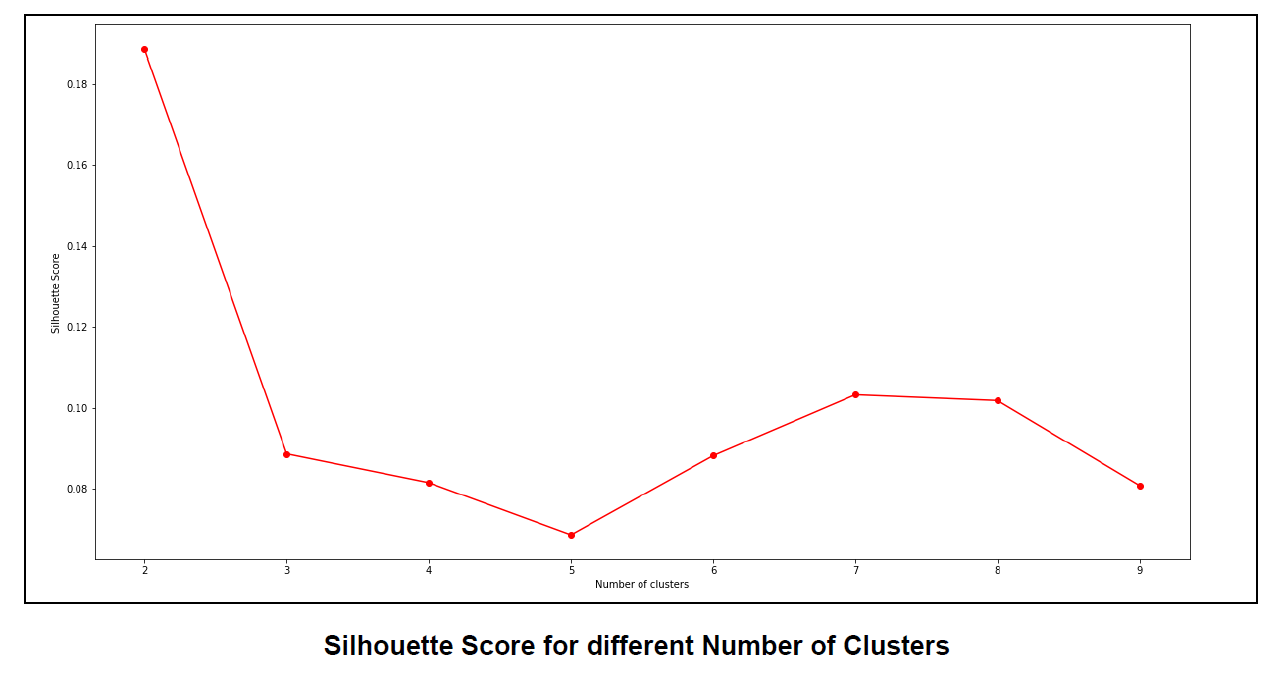 0.18
0.16
0.14
0.12
0.10
0.08
Silhouette Score
2 3 4 5 6 7 8 9
Number of clusters
Silhouette Score for different Number of Clusters